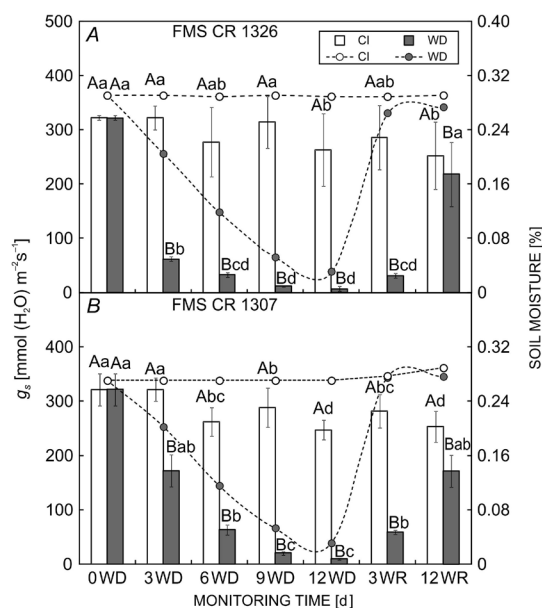 A FMS CR 1326
CI WD
CI WD
500
400
300
200
100
0
0.40
0.32
0.24
0.16
0.08
0
Aa Aa Aa Aab Aa Ab Aab Ab
Bb Bcd Bd Bd Bcd Ba
B FMS CR 1307
400
300
200
100
0
0.32
0.24
0.16
0.08
0
Aa Aa Aa Abc Ab Ad Abc Ad
Bab Bb Bc Bc Bb Bab
0 WD 3 WD 6 WD 9 WD 12 WD 3 WR 12 WR
MONITORING TIME [d]
gs [mmol (H2O) m–2s–1]
SOIL MOISTURE [%]